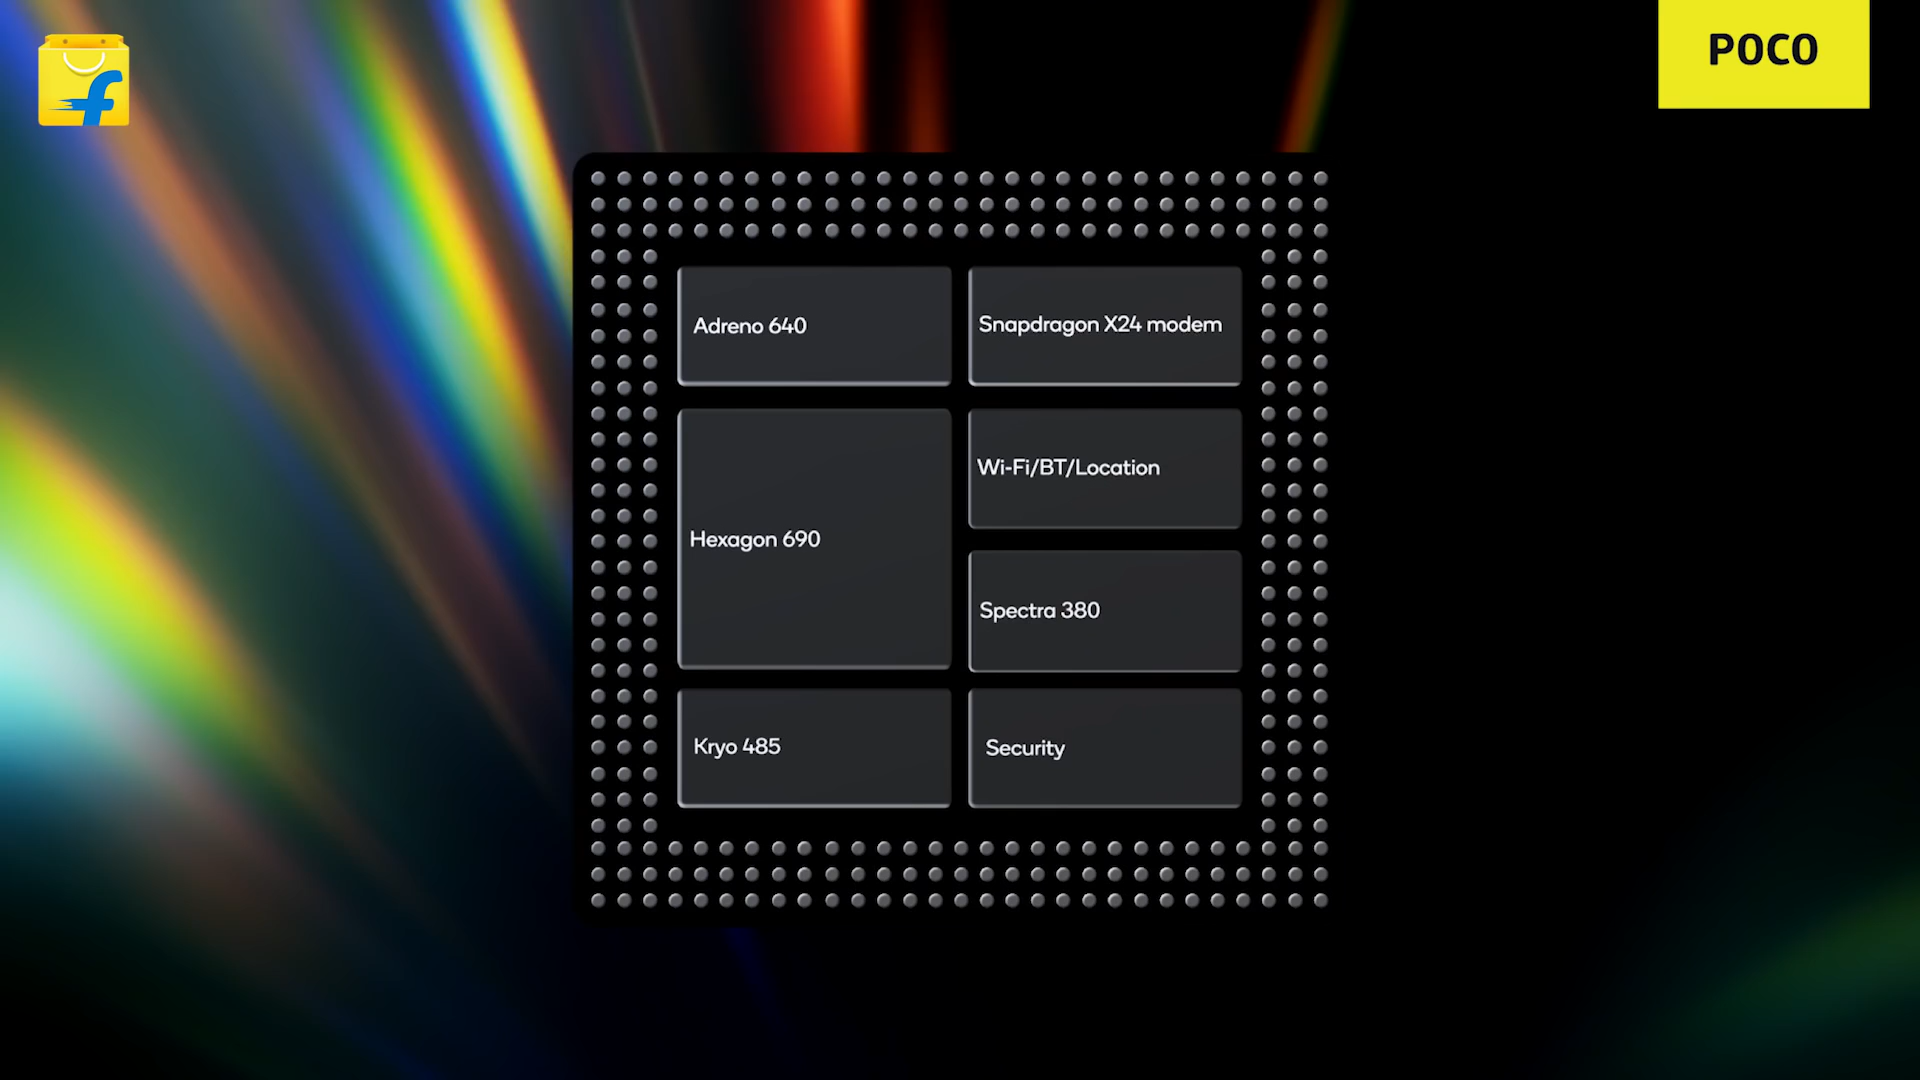 POCO
Adreno 640
Snapdragon X24 modem
Hexagon 690
Wi-Fi/BT/Location
Spectra 380
Kryo 485
Security